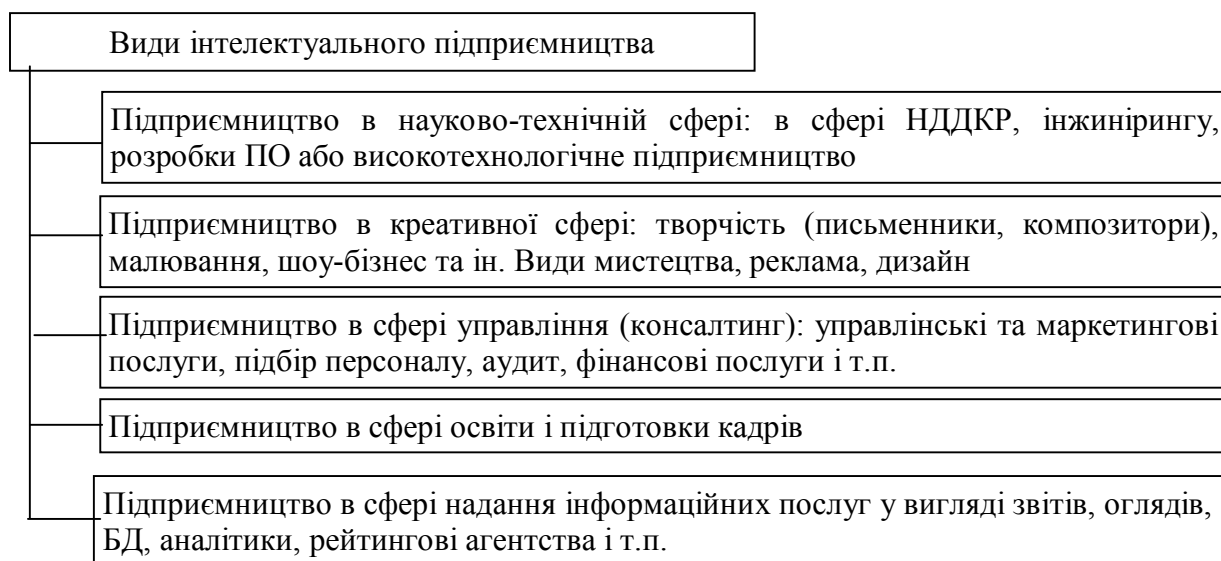 Види інтелектуального підприємництва
Підприємництво в науково-технічній сфері: в сфері НДДКР, інжинірингу,
розробки ПО або високотехнологічне підприємництво
Підприємництво в креативної сфері: творчість (письменники, композитори),
малювання, шоу-бізнес та ін. Види мистецтва, реклама, дизайн
Підприємництво в сфері управління (консалтинг): управлінські та маркетингові
послуги, підбір персоналу, аудит, фінансові послуги і т.п.
Підприємництво в сфері освіти і підготовки кадрів
Підприємництво в сфері надання інформаційних послуг у вигляді звітів, оглядів,
БД, аналітики, рейтингові агентства і т.п.